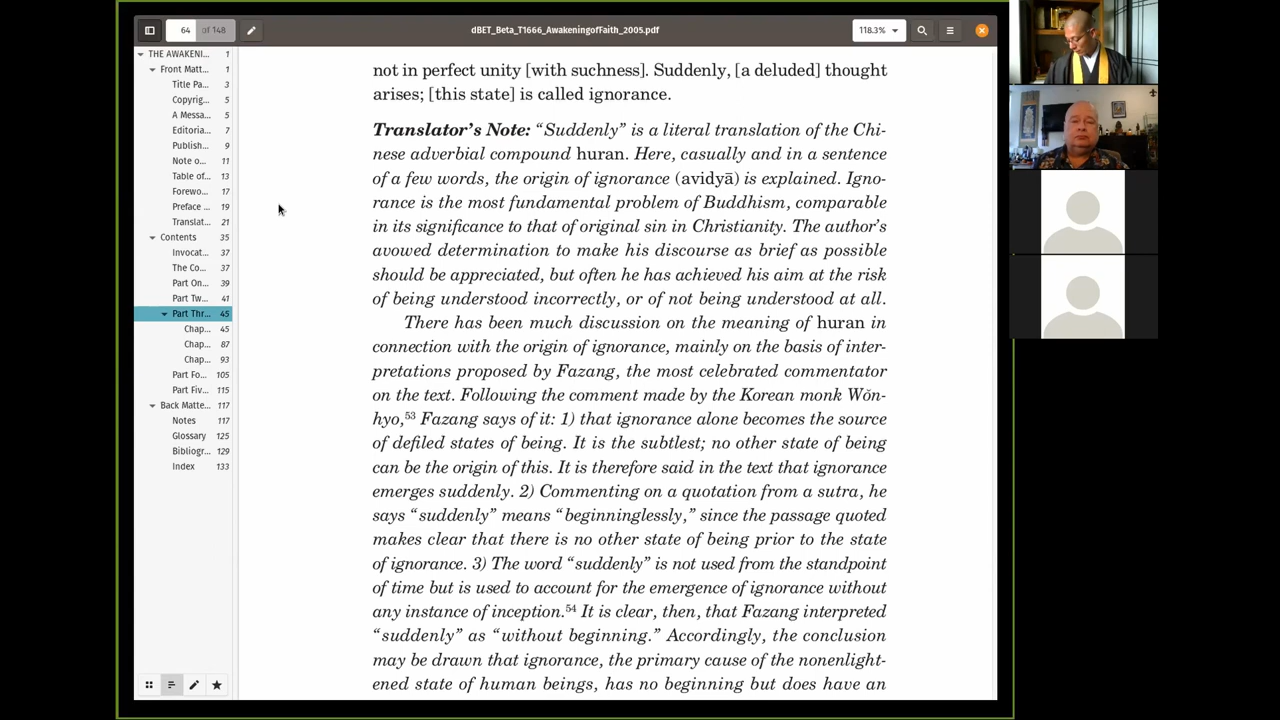 64 of 148
dBET_Beta_T1666_AwakeningofFaith_2005.pdf
118.3%
THE AWAKENI... 1
Front Matt... 1
Title Pa... 3
Copyrig... 5
A Messa... 5
Editoria... 7
Publish... 9
Note o... 11
Table of... 13
Forewo... 17
Preface ... 19
Translat... 21
Contents 35
Invocat... 37
The Co... 37
Part On... 39
Part Tw... 41
Part Thr... 45
Chap... 45
Chap... 87
Chap... 93
Part Fo... 105
Part Fiv... 115
Back Matte... 117
Notes 117
Glossary 125
Bibliogr... 129
Index 133
not in perfect unity [with suchness]. Suddenly, [a deluded] thought
arises; [this state] is called ignorance.
Translator's Note: “Suddenly” is a literal translation of the Chi-
nese adverbial compound huran. Here, casually and in a sentence
of a few words, the origin of ignorance (avidyā) is explained. Igno-
rance is the most fundamental problem of Buddhism, comparable
in its significance to that of original sin in Christianity. The author's
avowed determination to make his discourse as brief as possible
should be appreciated, but often he has achieved his aim at the risk
of being understood incorrectly, or of not being understood at all.
There has been much discussion on the meaning of huran in
connection with the origin of ignorance, mainly on the basis of inter-
pretations proposed by Fazang, the most celebrated commentator
on the text. Following the comment made by the Korean monk Wŏn-
hyo,53 Fazang says of it: 1) that ignorance alone becomes the source
of defiled states of being. It is the subtlest; no other state of being
can be the origin of this. It is therefore said in the text that ignorance
emerges suddenly. 2) Commenting on a quotation from a sutra, he
says “suddenly” means “beginninglessly,” since the passage quoted
makes clear that there is no other state of being prior to the state
of ignorance. 3) The word “suddenly” is not used from the standpoint
of time but is used to account for the emergence of ignorance without
any instance of inception.54 It is clear, then, that Fazang interpreted
“suddenly” as “without beginning.” Accordingly, the conclusion
may be drawn that ignorance, the primary cause of the nonenlight-
ened state of human beings, has no beginning but does have an